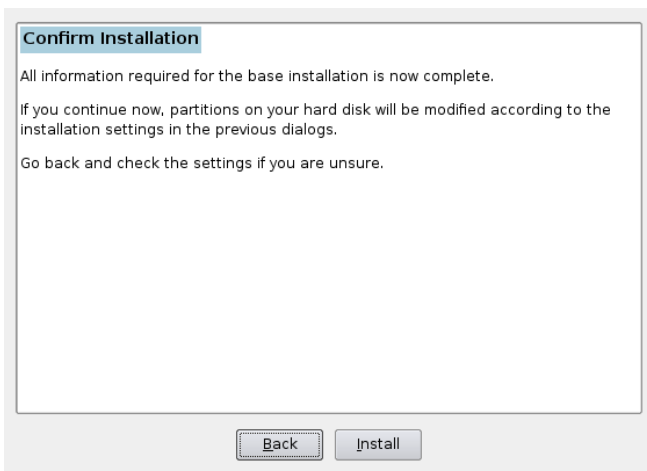 Confirm Installation
All information required for the base installation is now complete.
If you continue now, partitions on your hard disk will be modified according to the
installation settings in the previous dialogs.
Go back and check the settings if you are unsure.
Back Install